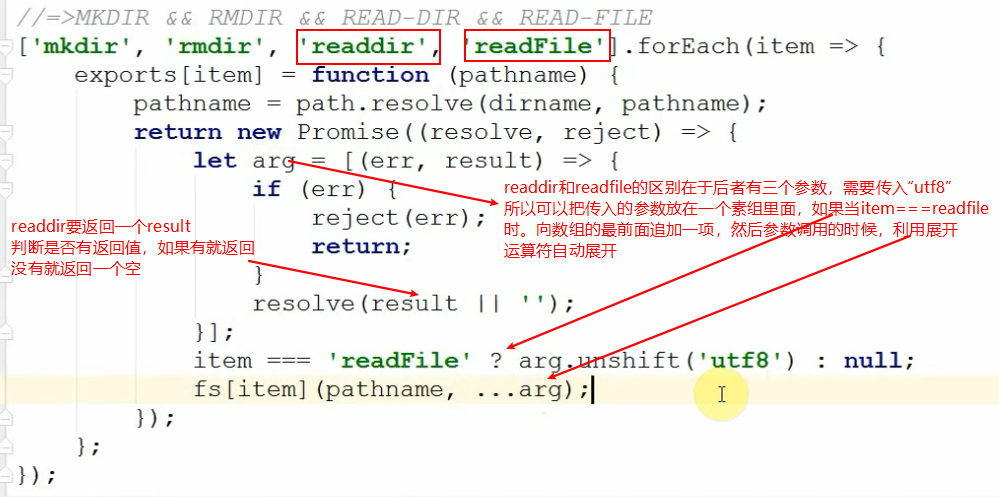 //=>MKDIR && RMDIR && READ-DIR && READ-FILE
['mkdir', 'rmdir', 'readdir', 'readFile'].forEach(item => {
exports[item] = function (pathname) {
pathname = path.resolve(dirname, pathname);
return new Promise((resolve, reject) => {
let arg = [(err, result) => {
if (err) {
reject(err);
return;
}
resolve(result || '');
}];
item === 'readFile' ? arg.unshift('utf8') : null;
fs[item](pathname, ...arg);
});
};
});
readdir要返回一个result
判断是否有返回值，如果有就返回
没有就返回一个空
readdir和readfile的区别在于后者有三个参数，需要传入“utf8”
所以可以把传入的参数放在一个素组里面，如果当item===readfile
时。向数组的最前面追加一项，然后参数调用的时候，利用展开
运算符自动展开